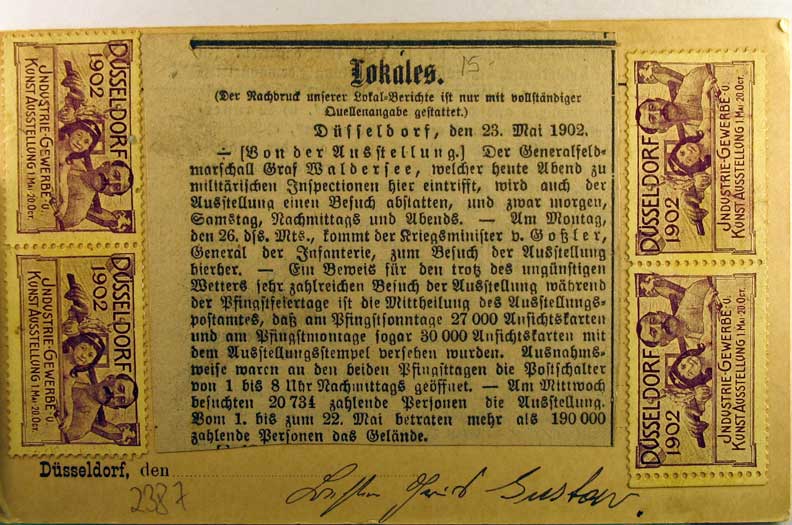 DÜSSELDORF
1902
INDUSTRIE-GEWERBE-U.
KUNST AUSSTELLUNG 1. MAI 20. OCT.
DÜSSELDORF
1902
INDUSTRIE-GEWERBE-U.
KUNST AUSSTELLUNG 1. MAI 20. OCT.
Lokales.
15
(Der Nachdruck unserer Lokal-Berichte ist nur mit vollständiger
Quellenangabe gestattet.)
Düsseldorf, den 23. Mai 1902.
÷ [Von der Ausstellung.] Der Generalfeld-
marschall Graf Waldersee, welcher heute Abend zu
militärischen Inspectionen hier eintrifft, wird auch der
Ausstellung einen Besuch abstatten, und zwar morgen,
Samstag, Nachmittags und Abends. — Am Montag,
den 26. dss. Mts., kommt der Kriegsminister v. Goßler,
General der Infanterie, zum Besuch der Ausstellung
hierher. — Ein Beweis für den trotz des ungünstigen
Wetters sehr zahlreichen Besuch der Ausstellung während
der Pfingstfeiertage ist die Mittheilung des Ausstellungs-
postamtes, daß am Pfingstsonntage 27 000 Ansichtskarten
und am Pfingstmontage sogar 30 000 Ansichtskarten mit
dem Ausstellungsstempel versehen wurden. Ausnahms-
weise waren an den beiden Pfingsttagen die Postschalter
von 1 bis 8 Uhr Nachmittags geöffnet. — Am Mittwoch
besuchten 20 734 zahlende Personen die Ausstellung.
Vom 1. bis zum 22. Mai betraten mehr als 190 000
zahlende Personen das Gelände.
DÜSSELDORF
1902
INDUSTRIE-GEWERBE-U.
KUNST AUSSTELLUNG 1. MAI 20. OCT.
DÜSSELDORF
1902
INDUSTRIE-GEWERBE-U.
KUNST AUSSTELLUNG 1. MAI 20. OCT.
Düsseldorf, den
2387
Gustav.